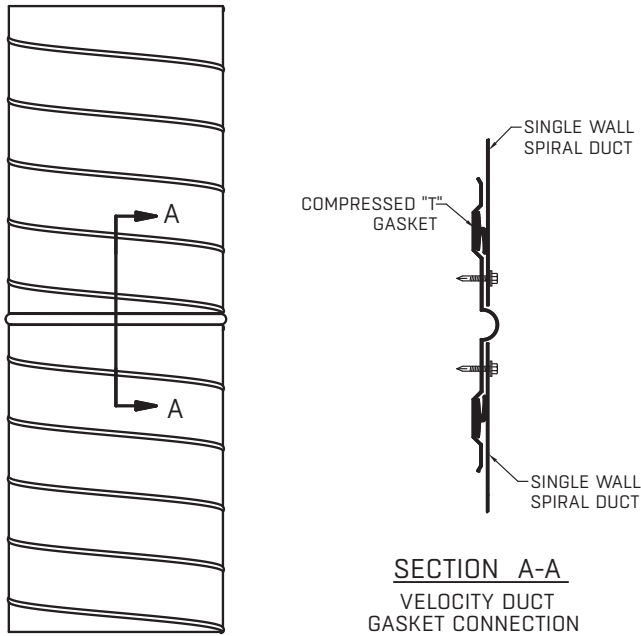 A
A
SINGLE WALL
SPIRAL DUCT
COMPRESSED "T"
GASKET
SINGLE WALL
SPIRAL DUCT
SECTION A-A
VELOCITY DUCT
GASKET CONNECTION